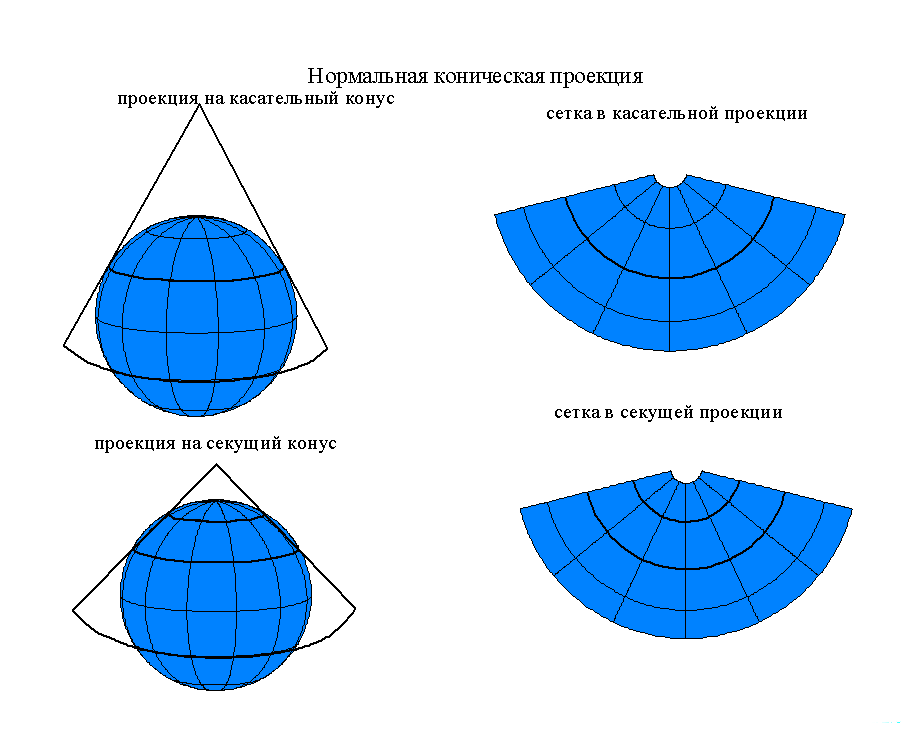 Нормальная коническая проекция
проекция на касательный конус
сетка в касательной проекции
сетка в секущей проекции
проекция на секущий конус